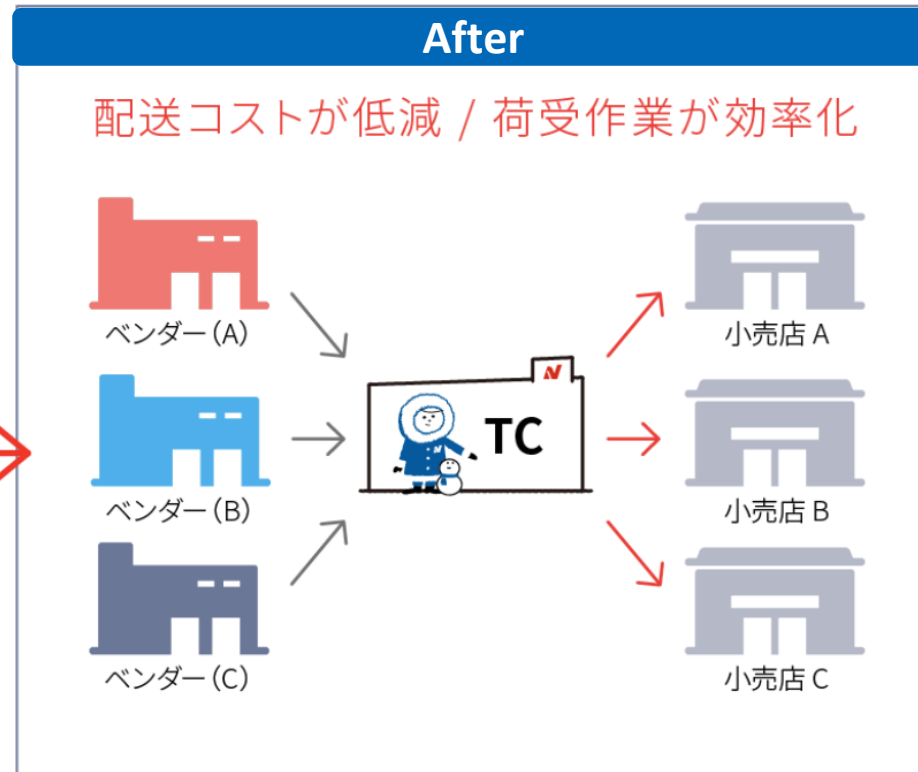 After
配送コストが低減 / 荷受作業が効率化
ベンダー(A)
小売店 A
N
TC
ベンダー(B)
小売店 B
ベンダー(C)
小売店 C